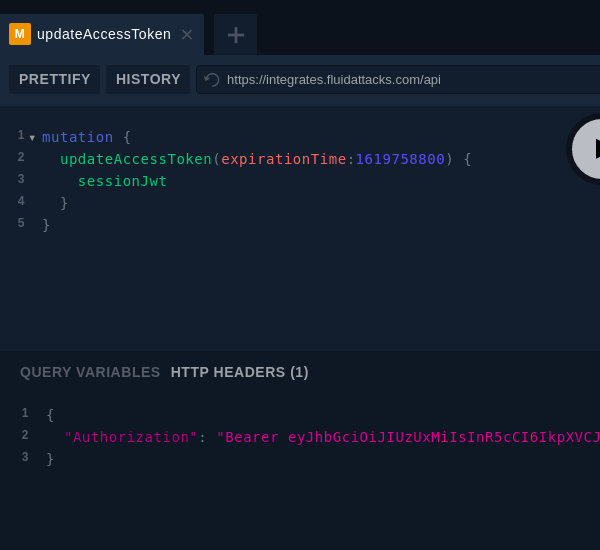 M updateAccessToken
PRETTIFY HISTORY https://integrates.fluidattacks.com/api
1 mutation {
2 updateAccessToken(expirationTime:1619758800) {
3 sessionJwt
4 }
5 }
QUERY VARIABLES HTTP HEADERS (1)
1 {
2 "Authorization": "Bearer eyJhbGciOiJIUzUxMiIsInR5cCI6IkpXVCJ
3 }